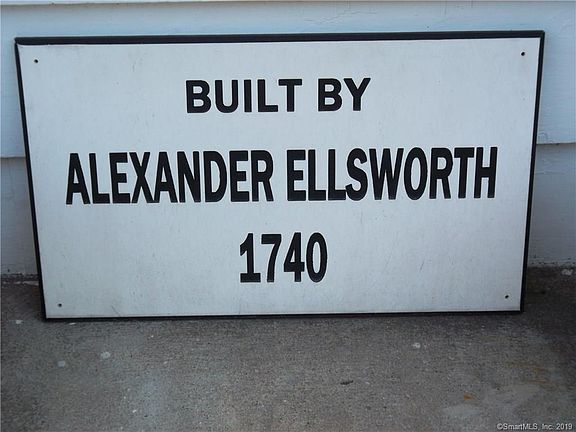 BUILT BY
ALEXANDER ELLSWORTH
1740
©SmartMLS, Inc. 2019